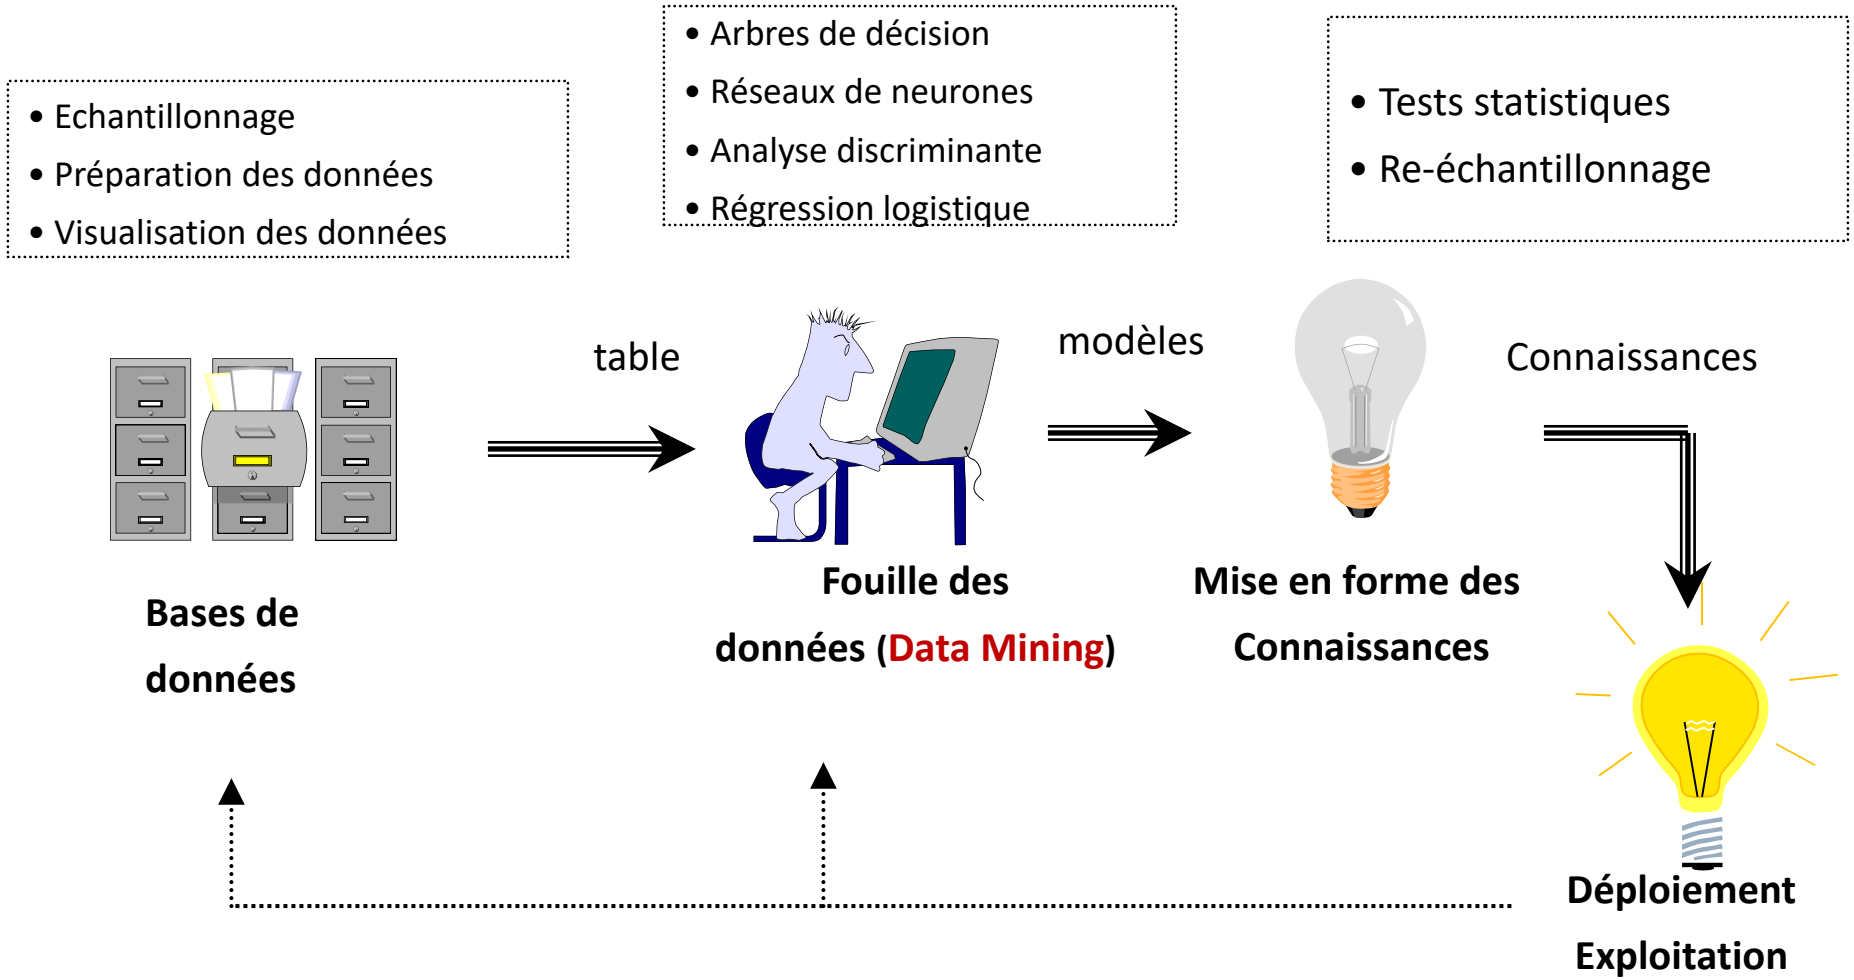 • Echantillonnage
• Préparation des données
• Visualisation des données
• Arbres de décision
• Réseaux de neurones
• Analyse discriminante
• Régression logistique
• Tests statistiques
• Re-échantillonnage
table
modèles
Connaissances
Bases de
données
Fouille des
données (Data Mining)
Mise en forme des
Connaissances
Déploiement
Exploitation